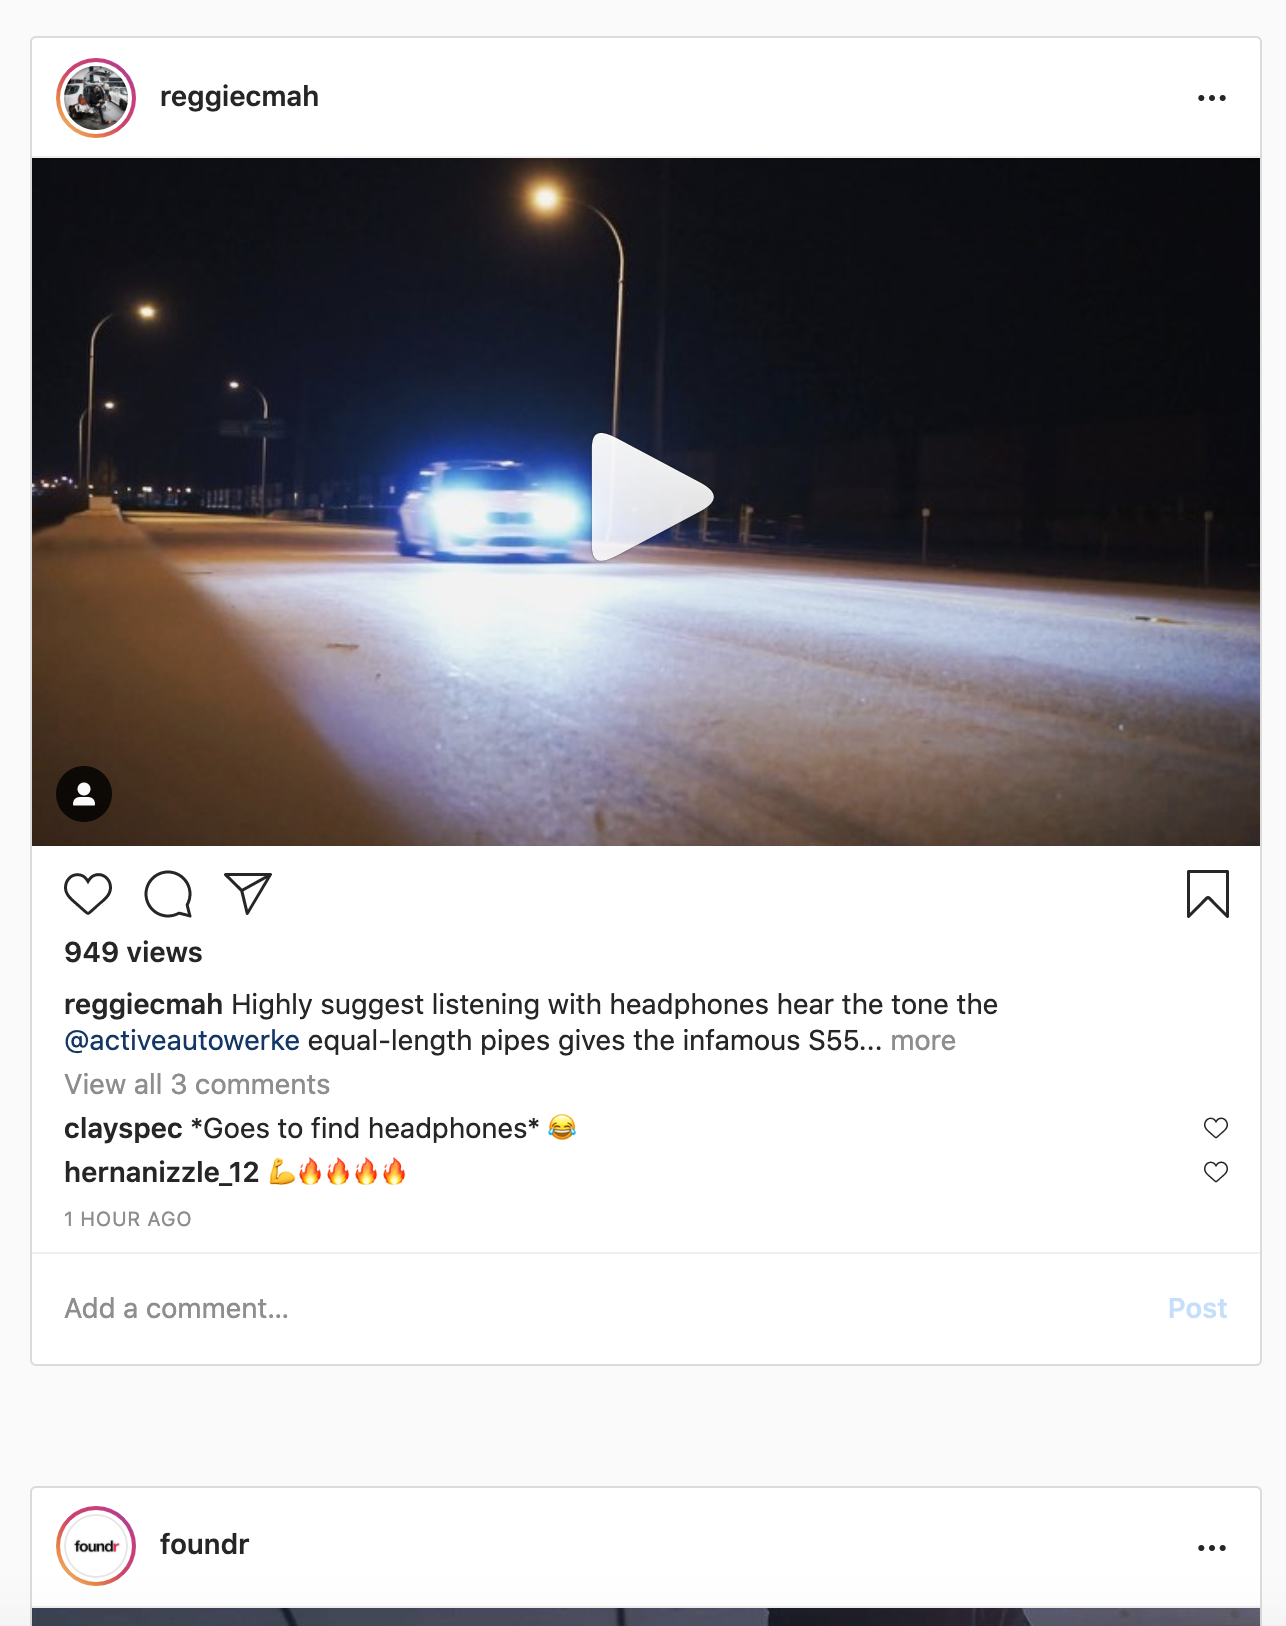 reggiecmah
949 views
reggiecmah Highly suggest listening with headphones hear the tone the
@activeautowerke equal-length pipes gives the infamous S55... more
View all 3 comments
clayspec *Goes to find headphones* 😂
hernanizzle_12 💪🔥🔥🔥🔥
1 HOUR AGO
Add a comment...
Post
foundr
foundr